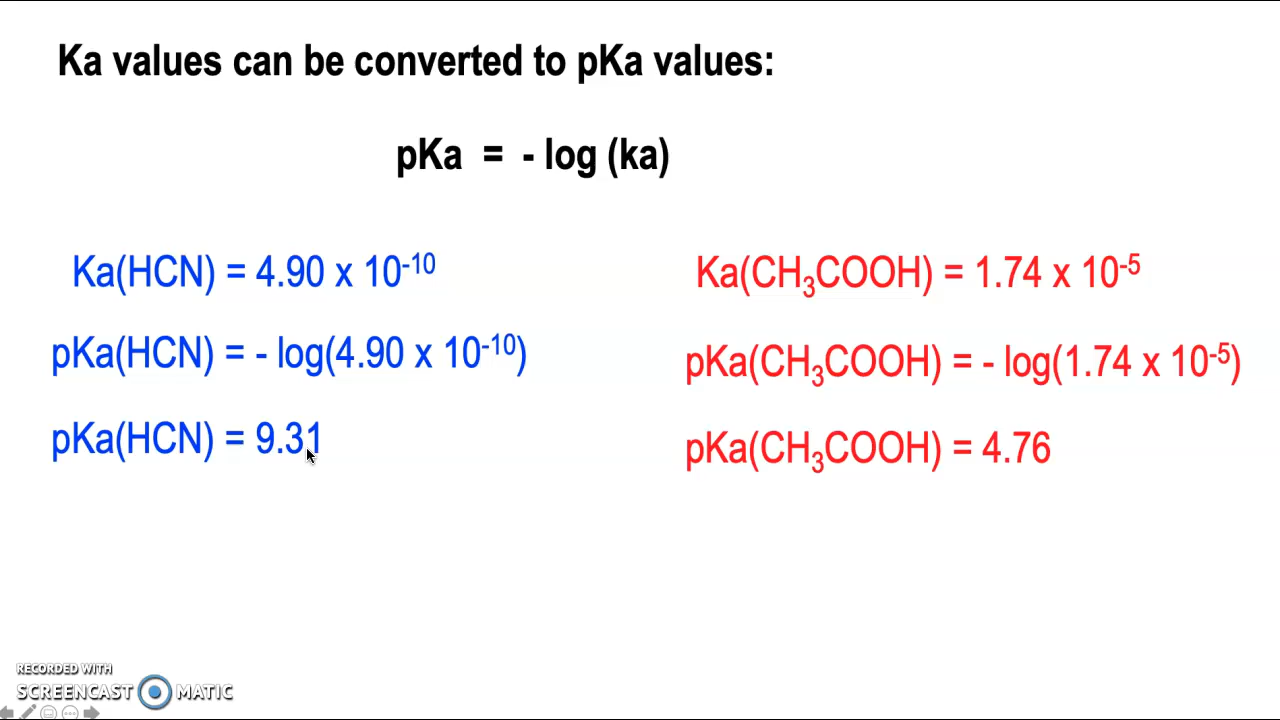 Ka values can be converted to pKa values:
pKa = - log (ka)
Ka(HCN) = 4.90 x 10⁻¹⁰
pKa(HCN) = - log(4.90 x 10⁻¹⁰)
pKa(HCN) = 9.31
Ka(CH₃COOH) = 1.74 x 10⁻⁵
pKa(CH₃COOH) = - log(1.74 x 10⁻⁵)
pKa(CH₃COOH) = 4.76
RECORDED WITH
SCREENCAST MATIC